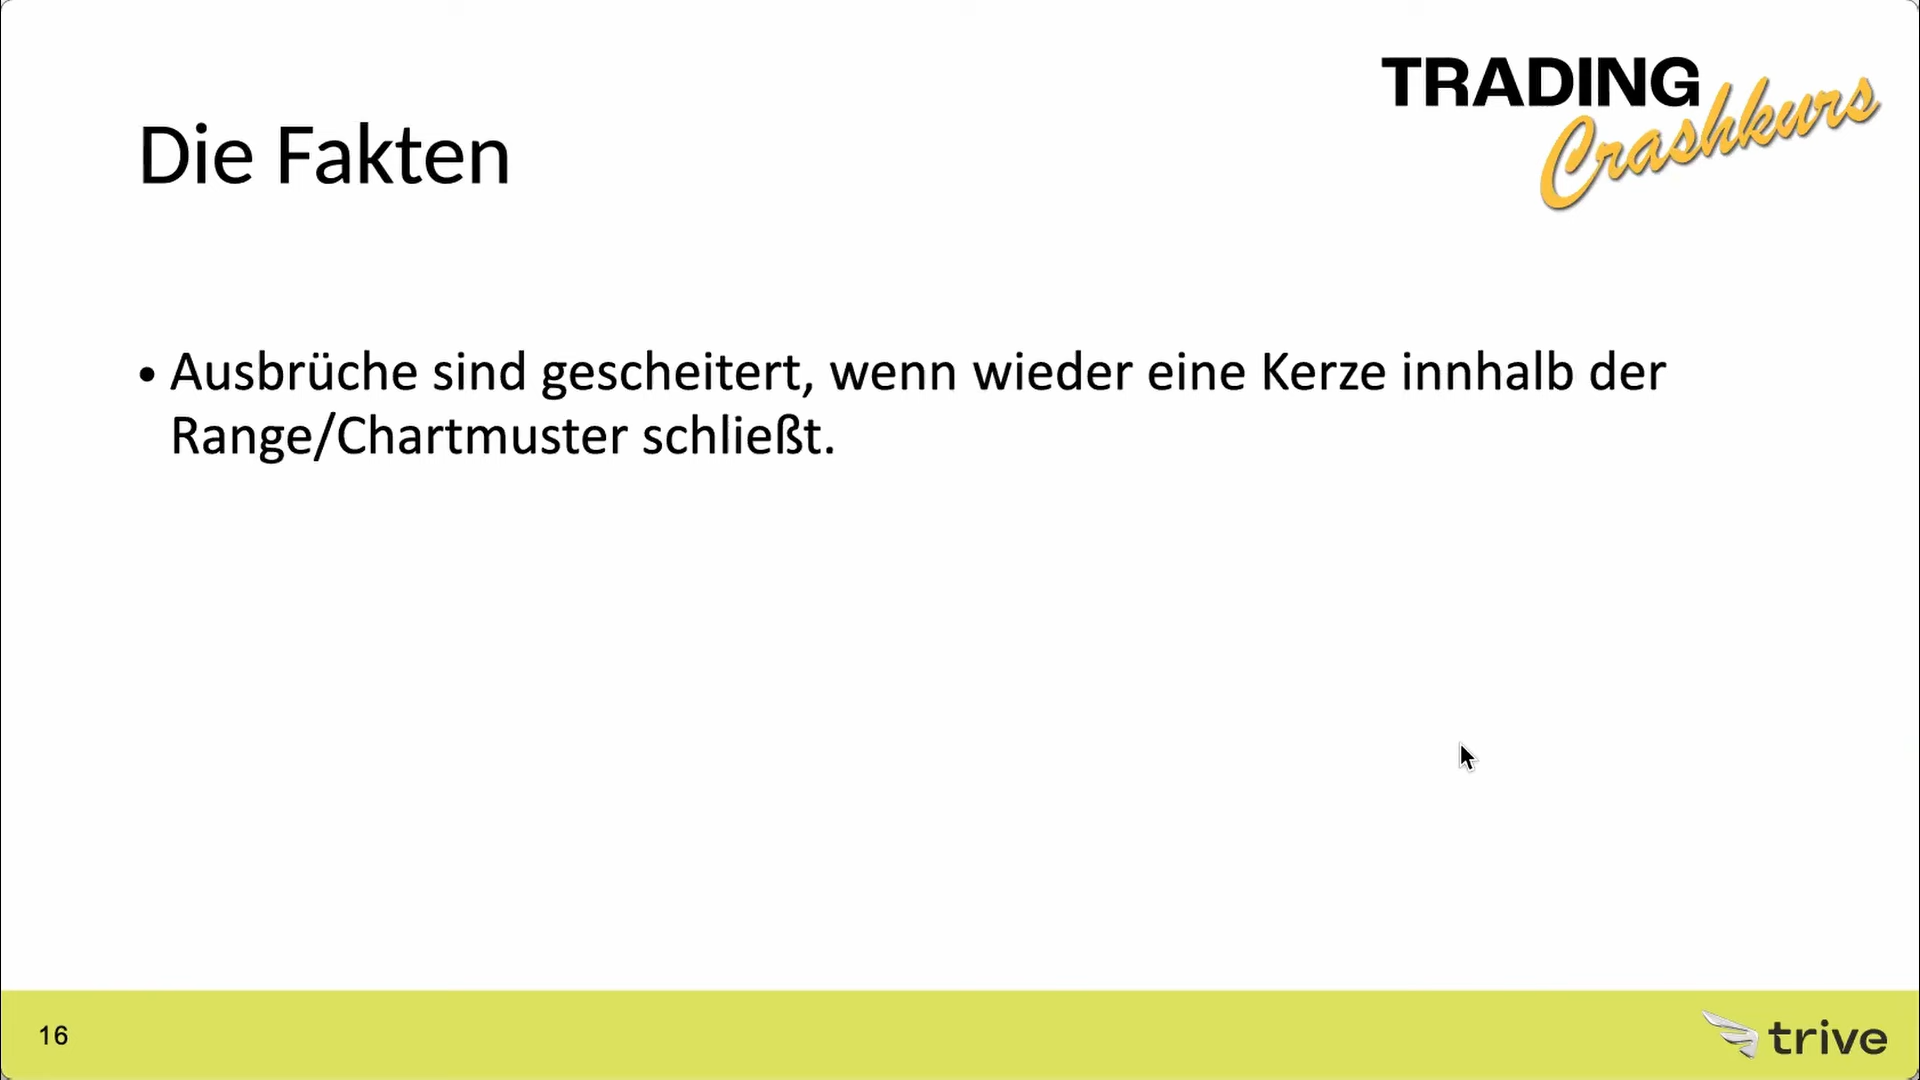 TRADING
Crashkurs
Die Fakten
• Ausbrüche sind gescheitert, wenn wieder eine Kerze innhalb der
Range/Chartmuster schließt.
16
trive